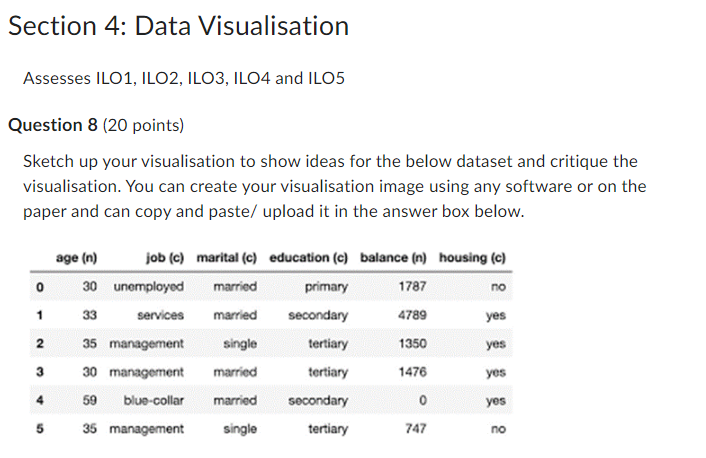 Section 4: Data Visualisation
Assesses ILO1, ILO2, ILO3, ILO4 and ILO5
Question 8 (20 points)
Sketch up your visualisation to show ideas for the below dataset and critique the
visualisation. You can create your visualisation image using any software or on the
paper and can copy and paste/ upload it in the answer box below.
age (n) job (c) marital (c) education (c) balance (n) housing (c)
0 30 unemployed married primary 1787 no
1 33 services married secondary 4789 yes
2 35 management single tertiary 1350 yes
3 30 management married tertiary 1476 yes
4 59 blue-collar married secondary 0 yes
5 35 management single tertiary 747 no